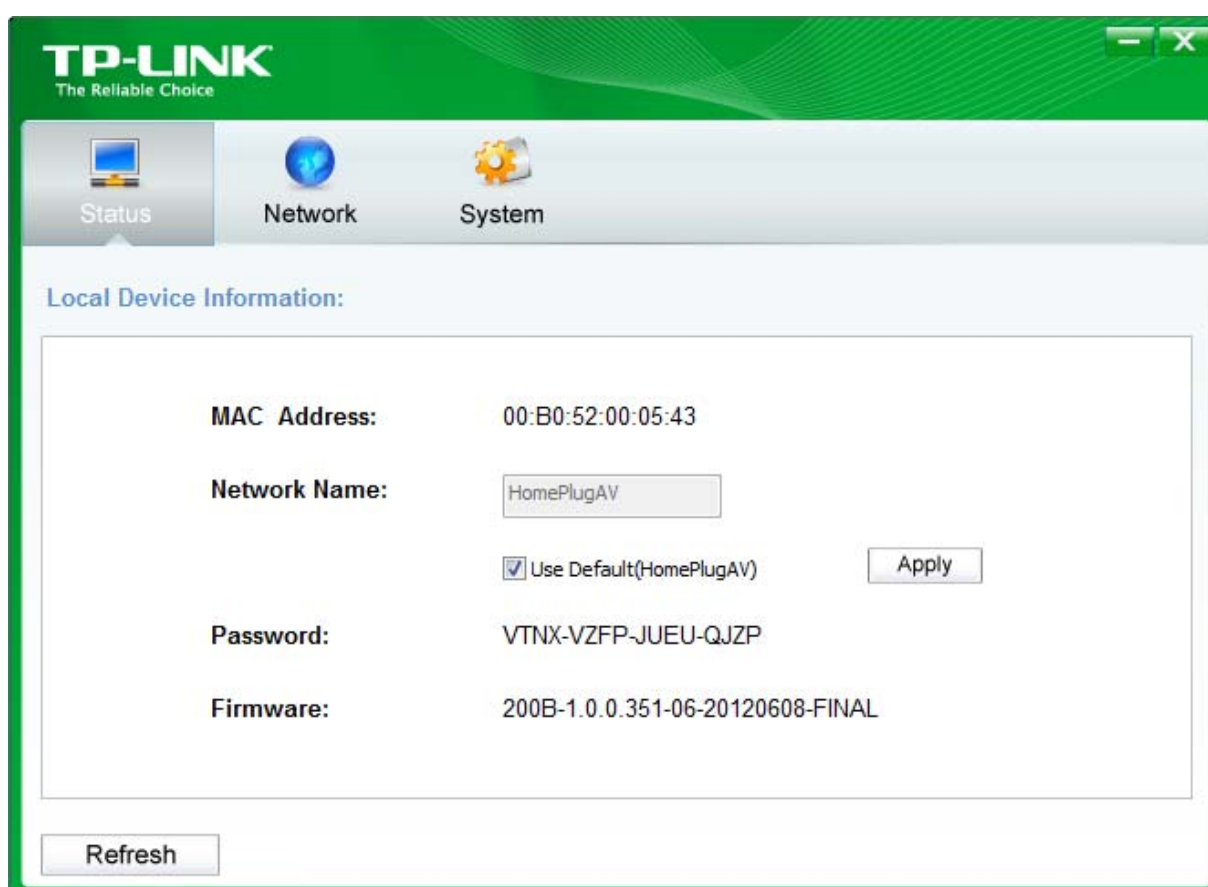 TP-LINK
The Reliable Choice
Status
Network
System
Local Device Information:
MAC Address: 00:B0:52:00:05:43
Network Name: HomePlugAV
Use Default(HomePlugAV) Apply
Password: VTNX-VZFP-JUEU-QJZP
Firmware: 200B-1.0.0.351-06-20120608-FINAL
Refresh